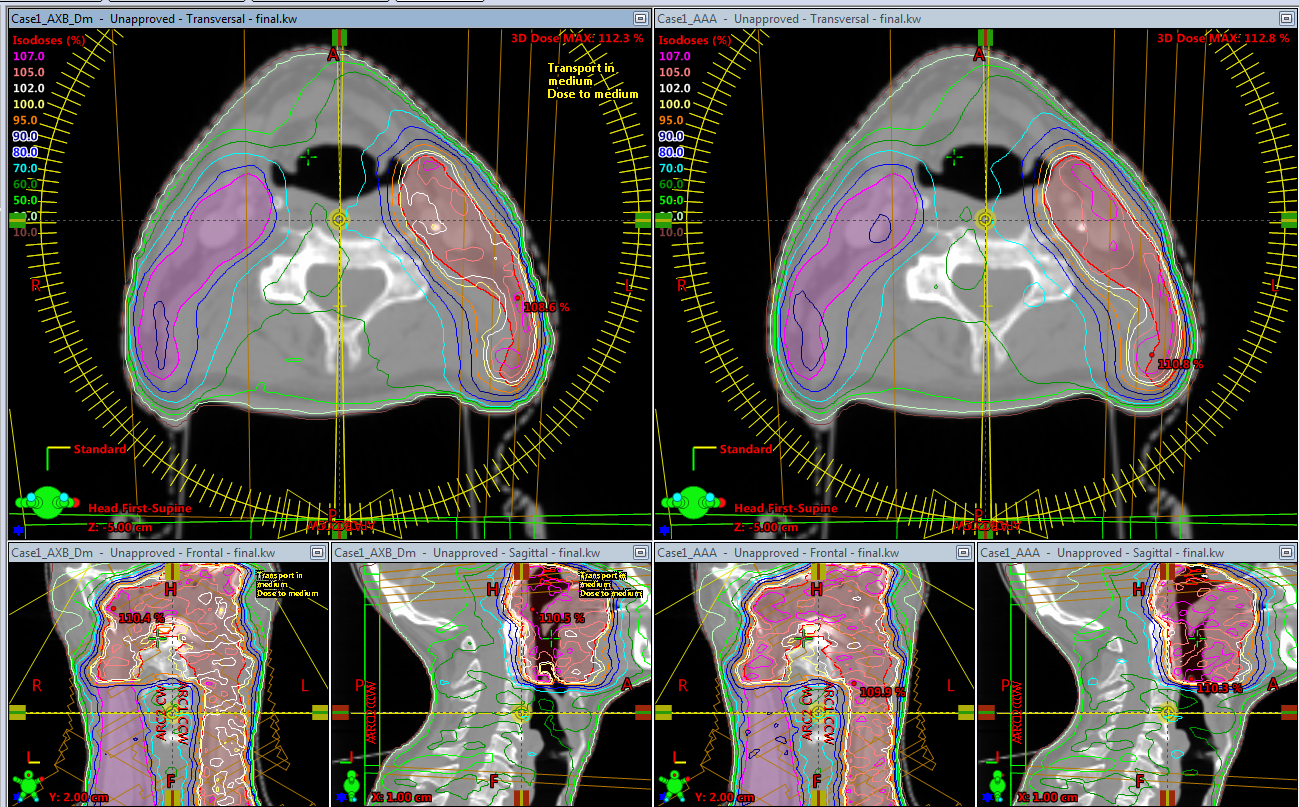 Case1_AXB_Dm - Unapproved - Transversal - final.kw
Isodoses (%)
107.0
105.0
102.0
100.0
95.0
90.0
80.0
70.0
60.0
50.0
10.0
3D Dose MAX: 112.3 %
A
Transport in
medium
Dose to medium
R
L
108.6 %
Standard
Head First-Supine
Z: -5.00 cm
Case1_AAA - Unapproved - Transversal - final.kw
Isodoses (%)
107.0
105.0
102.0
100.0
95.0
90.0
80.0
70.0
60.0
50.0
10.0
3D Dose MAX: 112.8 %
A
R
L
110.8 %
Standard
Head First-Supine
Z: -5.00 cm
Case1_AXB_Dm - Unapproved - Frontal - final.kw
Transport in
medium
Dose to medium
H
110.4 %
R
L
F
Y: 2.00 cm
Case1_AXB_Dm - Unapproved - Sagittal - final.kw
Transport in
medium
Dose to medium
H
110.5 %
P
A
F
X: 1.00 cm
Case1_AAA - Unapproved - Frontal - final.kw
H
R
L
109.9 %
F
Y: 2.00 cm
Case1_AAA - Unapproved - Sagittal - final.kw
H
P
A
110.3 %
F
X: 1.00 cm